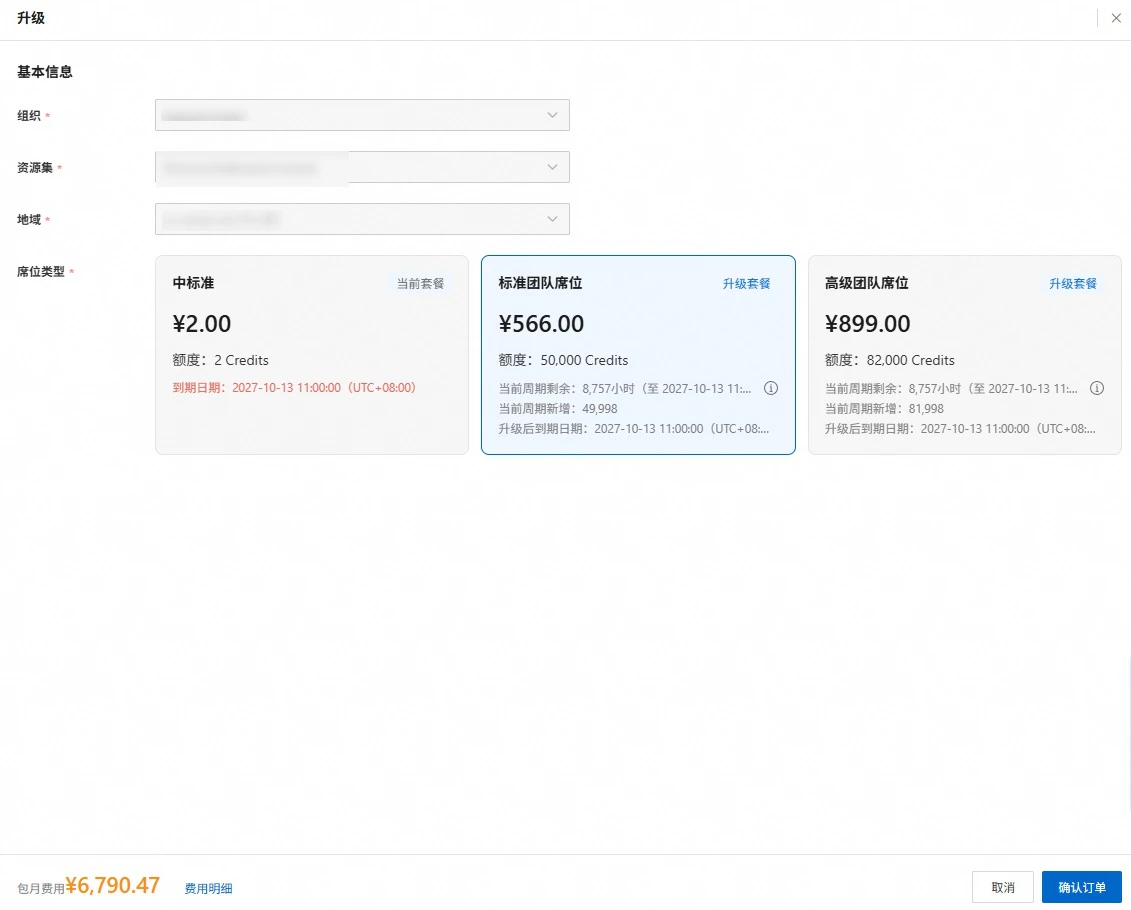 升级
基本信息
组织 *
资源集 *
地域 *
席位类型 *
中标准 当前套餐
¥2.00
额度：2 Credits
到期日期：2027-10-13 11:00:00（UTC+08:00）
标准团队席位 升级套餐
¥566.00
额度：50,000 Credits
当前周期剩余：8,757小时（至 2027-10-13 11:...
当前周期新增：49,998
升级后到期日期：2027-10-13 11:00:00（UTC+08:...
高级团队席位 升级套餐
¥899.00
额度：82,000 Credits
当前周期剩余：8,757小时（至 2027-10-13 11:...
当前周期新增：81,998
升级后到期日期：2027-10-13 11:00:00（UTC+08:...
包月费用¥6,790.47 费用明细
取消 确认订单